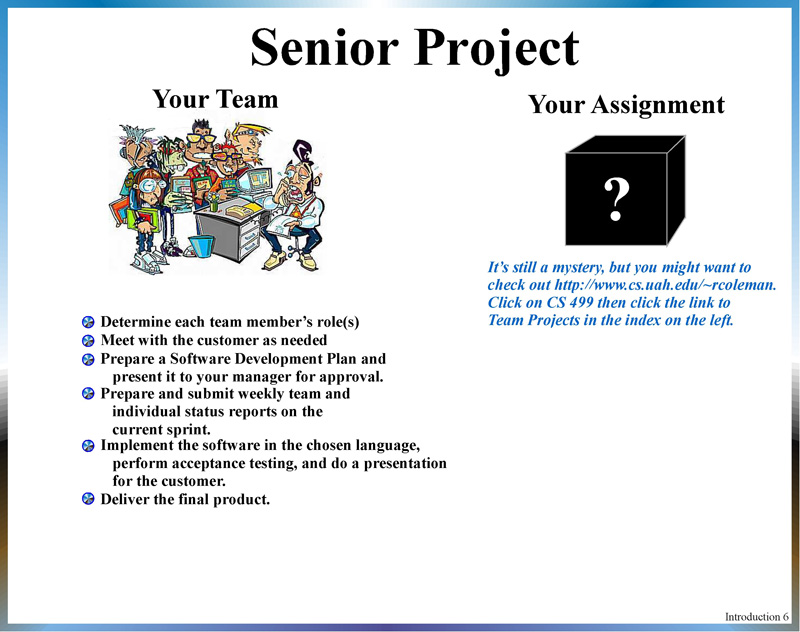 Senior Project
Your Team
Your Assignment
?
It’s still a mystery, but you might want to
check out http://www.cs.uah.edu/~rcoleman.
Click on CS 499 then click the link to
Team Projects in the index on the left.
Determine each team member’s role(s)
Meet with the customer as needed
Prepare a Software Development Plan and
present it to your manager for approval.
Prepare and submit weekly team and
individual status reports on the
current sprint.
Implement the software in the chosen language,
perform acceptance testing, and do a presentation
for the customer.
Deliver the final product.
Introduction 6